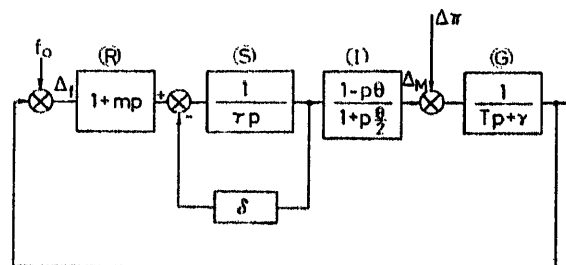 f₀
Δf
(R)
1+mp
+
-
(S)
1
τp
δ
(I)
1-pθ
1+p θ/2
ΔM
Δπ
(G)
1
Tp+γ